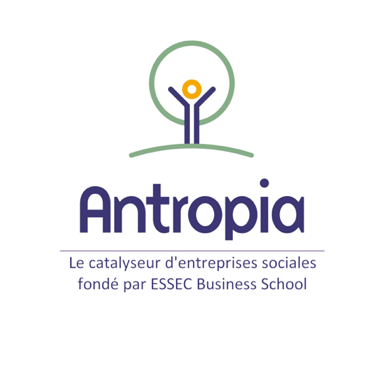 Antropia
Le catalyseur d'entreprises sociales
fondé par ESSEC Business School